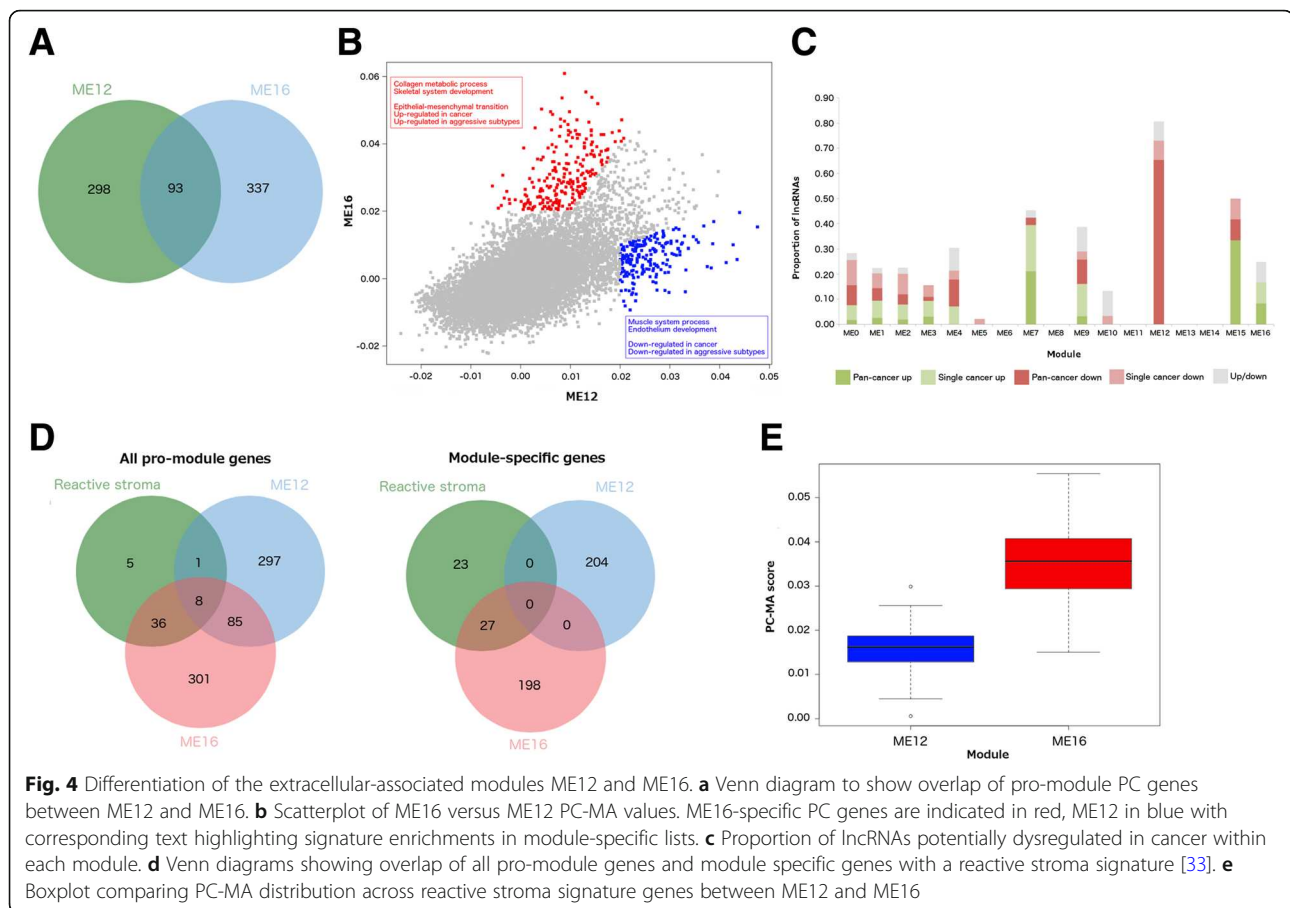 A
ME12
ME16
298
93
337
B
ME16
0.06
0.04
0.02
0.00
-0.02
Collagen metabolic process
Skeletal system development
Epithelial-mesenchymal transition
Up-regulated in cancer
Up-regulated in aggressive subtypes
Muscle system process
Endothelium development
Down-regulated in cancer
Down-regulated in aggressive subtypes
-0.02 -0.01 0.00 0.01 0.02 0.03 0.04 0.05
ME12
C
Proportion of lncRNAs
0.90
0.80
0.70
0.60
0.50
0.40
0.30
0.20
0.10
0.00
ME0 ME1 ME2 ME3 ME4 ME5 ME6 ME7 ME8 ME9 ME10 ME11 ME12 ME13 ME14 ME15 ME16
Module
Pan-cancer up Single cancer up Pan-cancer down Single cancer down Up/down
D
All pro-module genes
Reactive stroma
ME12
5
1
297
8
36
85
301
ME16
Module-specific genes
Reactive stroma
ME12
23
0
204
0
27
0
198
ME16
E
PC-MA score
0.05
0.04
0.03
0.02
0.01
0.00
ME12
ME16
Module
Fig. 4 Differentiation of the extracellular-associated modules ME12 and ME16. a Venn diagram to show overlap of pro-module PC genes
between ME12 and ME16. b Scatterplot of ME16 versus ME12 PC-MA values. ME16-specific PC genes are indicated in red, ME12 in blue with
corresponding text highlighting signature enrichments in module-specific lists. c Proportion of lncRNAs potentially dysregulated in cancer within
each module. d Venn diagrams showing overlap of all pro-module genes and module specific genes with a reactive stroma signature [33]. e
Boxplot comparing PC-MA distribution across reactive stroma signature genes between ME12 and ME16